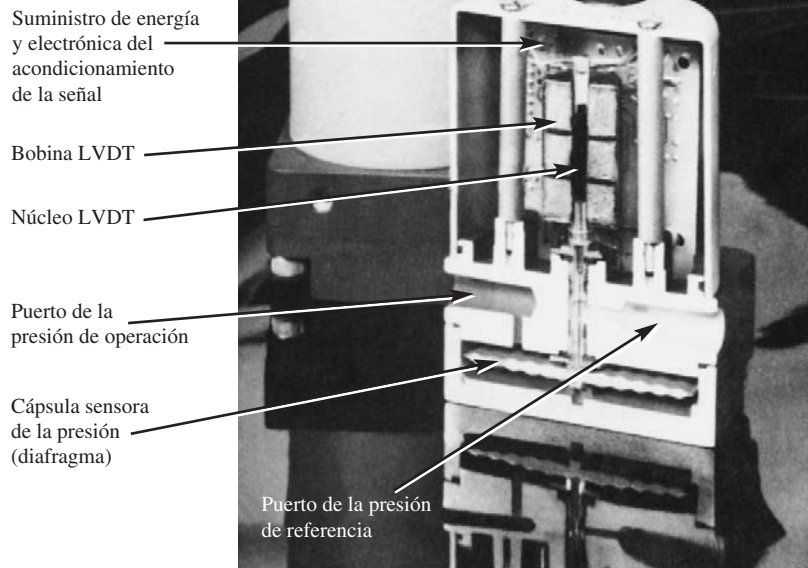 Suministro de energía
y electrónica del
acondicionamiento
de la señal
Bobina LVDT
Núcleo LVDT
Puerto de la
presión de operación
Cápsula sensora
de la presión
(diafragma)
Puerto de la presión
de referencia